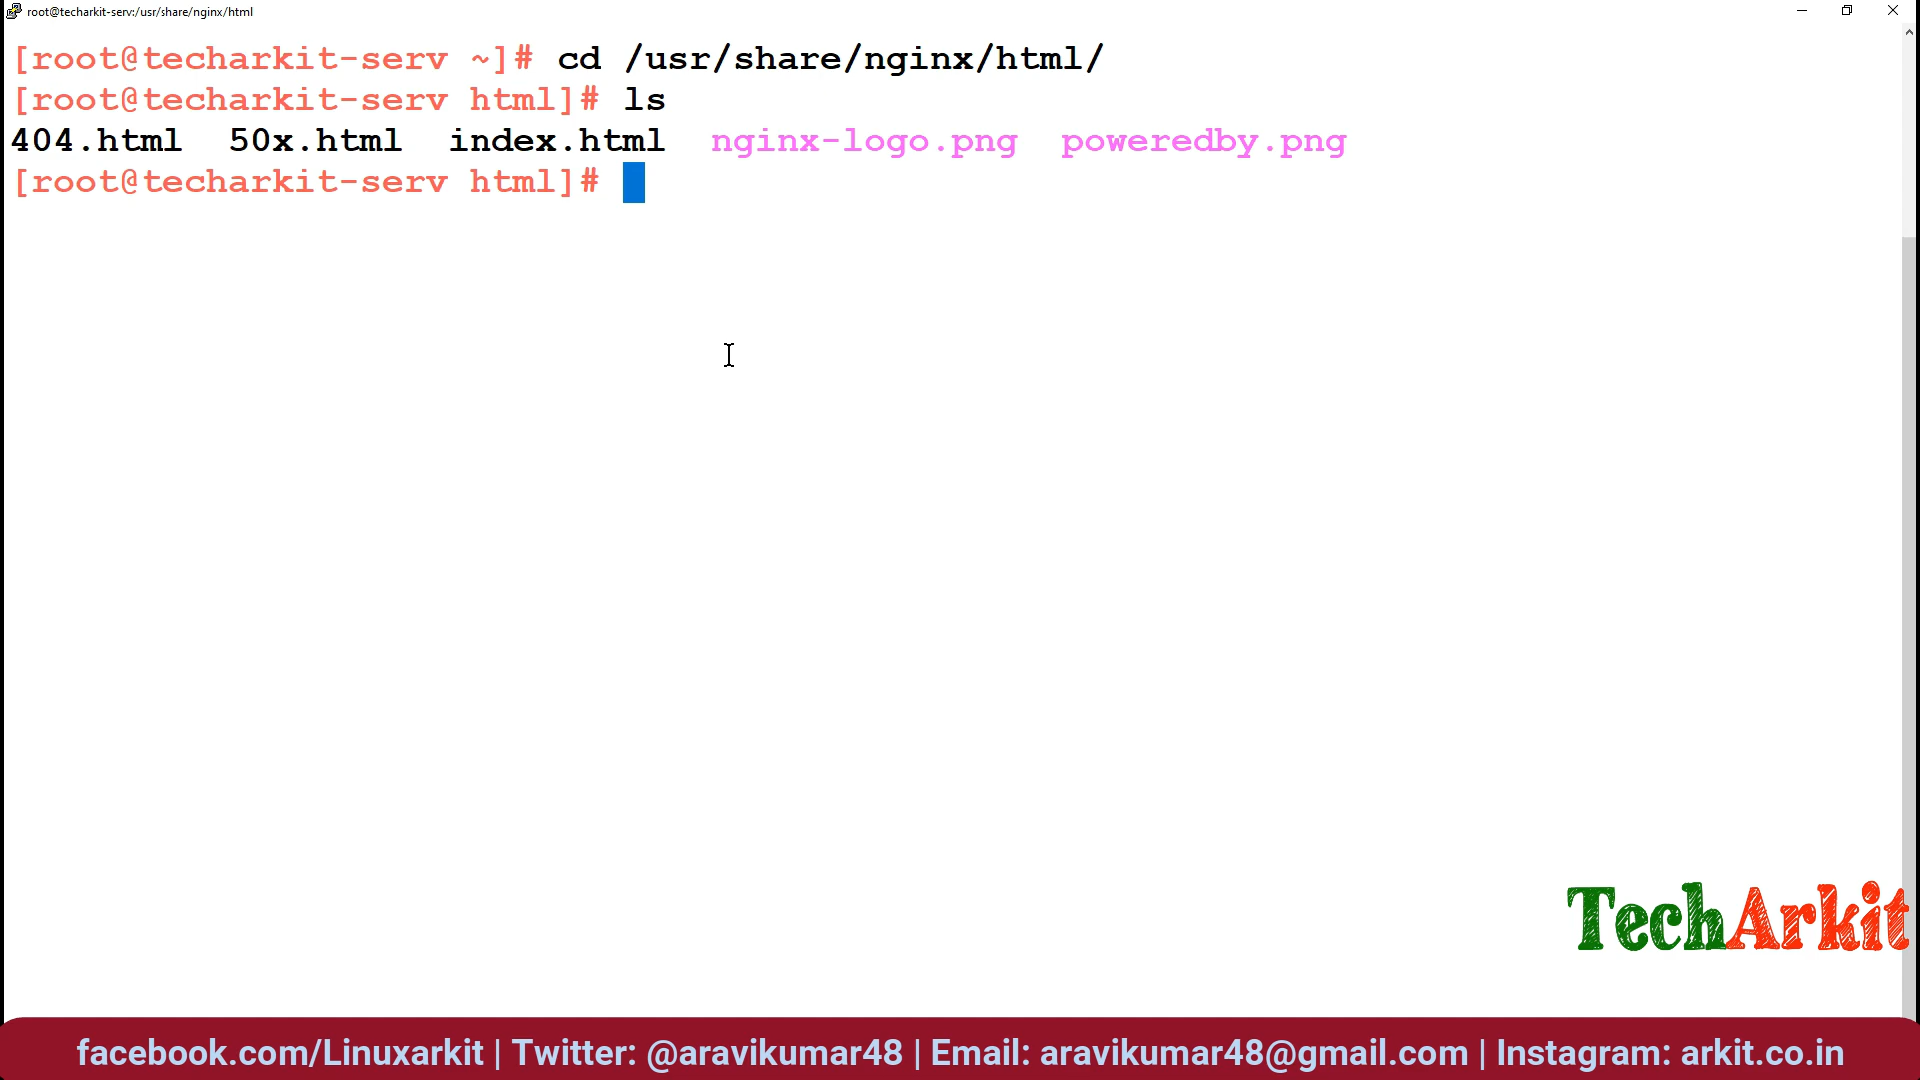 root@techarkit-serv:/usr/share/nginx/html
[root@techarkit-serv ~]# cd /usr/share/nginx/html/
[root@techarkit-serv html]# ls
404.html  50x.html  index.html  nginx-logo.png  poweredby.png
[root@techarkit-serv html]#
TechArkit
facebook.com/Linuxarkit | Twitter: @aravikumar48 | Email: aravikumar48@gmail.com | Instagram: arkit.co.in